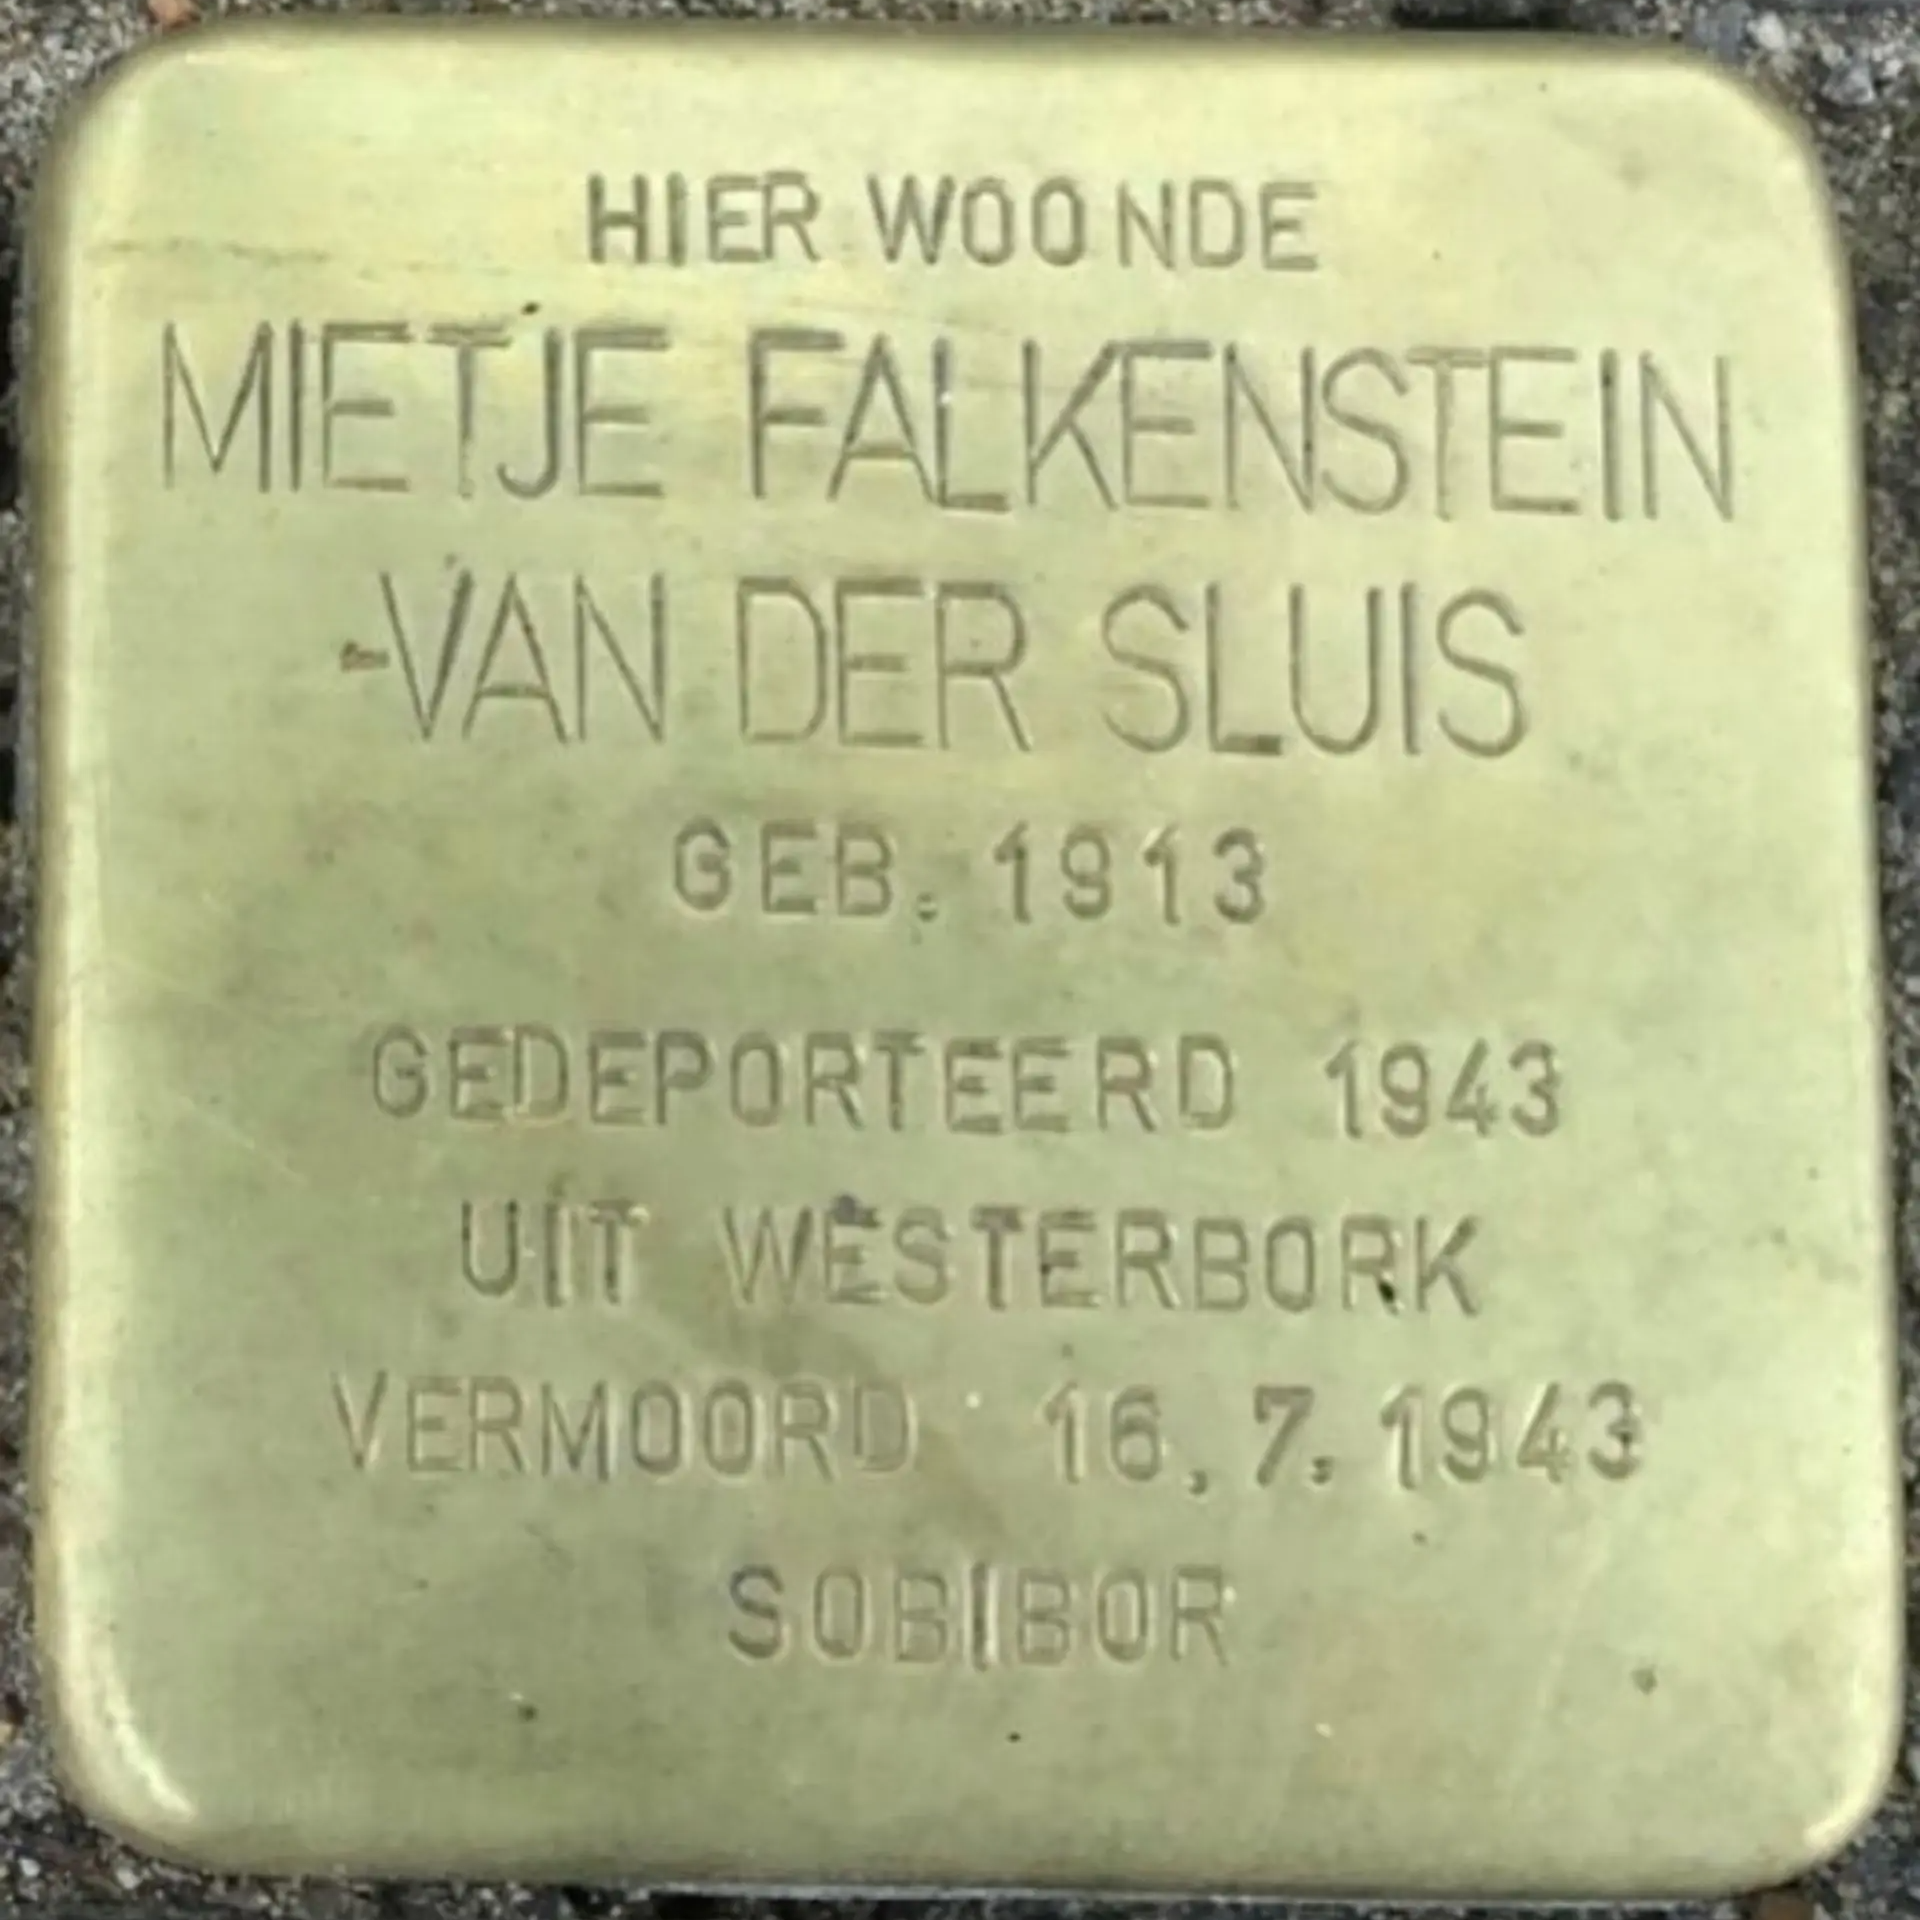 HIER WOONDE
MIETJE FALKENSTEIN
-VAN DER SLUIS
GEB. 1913
GEDEPORTEERD 1943
UIT WESTERBORK
VERMOORD 16.7.1943
SOBIBOR